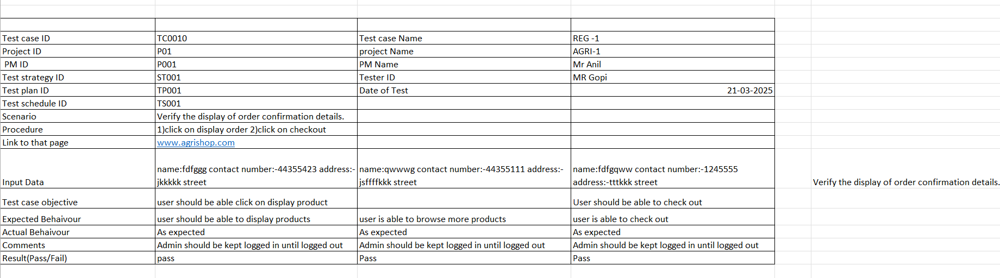 Test case ID TC0010 Test case Name REG -1
Project ID P01 project Name AGRI-1
PM ID P001 PM Name Mr Anil
Test strategy ID ST001 Tester ID MR Gopi
Test plan ID TP001 Date of Test 21-03-2025
Test schedule ID TS001
Scenario Verify the display of order confirmation details.
Procedure 1)click on display order 2)click on checkout
Link to that page www.agrishop.com
name:fdfggg contact number:-44355423 address:- name:qwwwg contact number:-44355111 address:- name:fdfgqww contact number:-1245555
Input Data jkkkkk street jsffffkkk street address:-tttkkk street Verify the display of order confirmation details.
Test case objective user should be able click on display product User should be able to check out
Expected Behaivour user should be able to display products user is able to browse more products user is able to check out
Actual Behaivour As expected As expected As expected
Comments Admin should be kept logged in until logged out Admin should be kept logged in until logged out Admin should be kept logged in until logged out
Result(Pass/Fail) pass Pass Pass